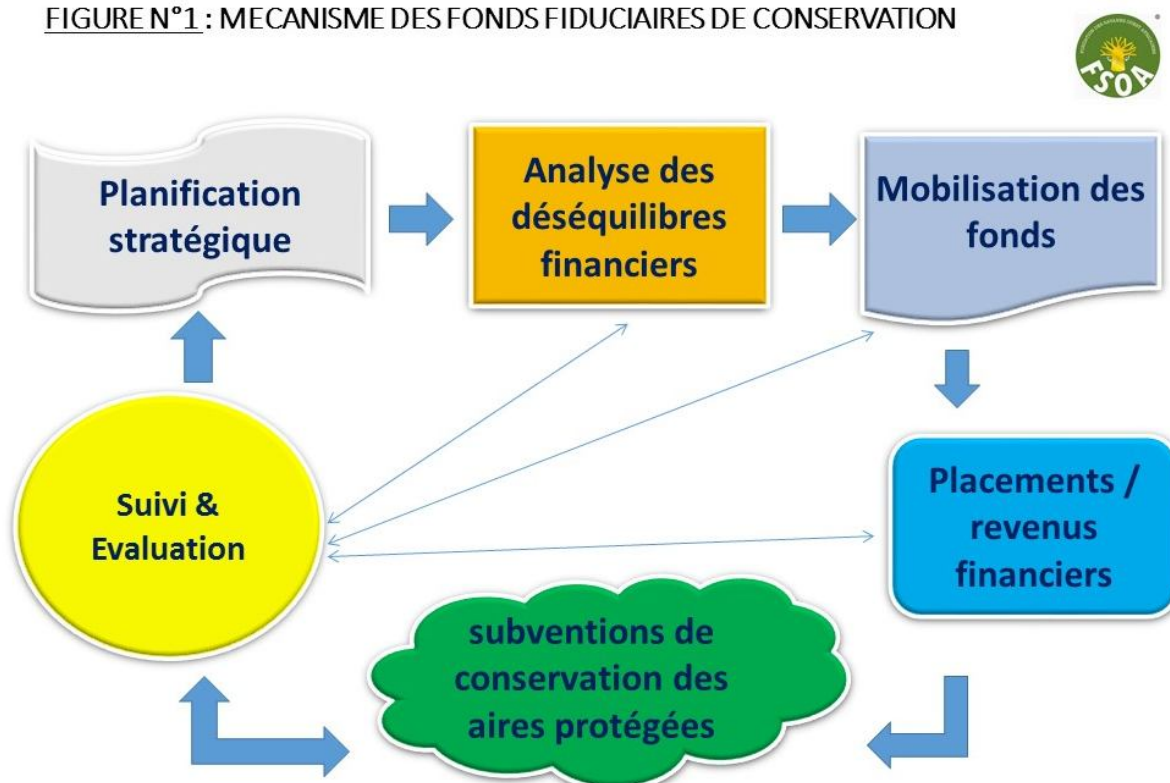 FIGURE N°1 : MECANISME DES FONDS FIDUCIAIRES DE CONSERVATION
FSOA
Planification
stratégique
Analyse des
déséquilibres
financiers
Mobilisation des
fonds
Suivi &
Evaluation
Placements /
revenus
financiers
subventions de
conservation des
aires protégées